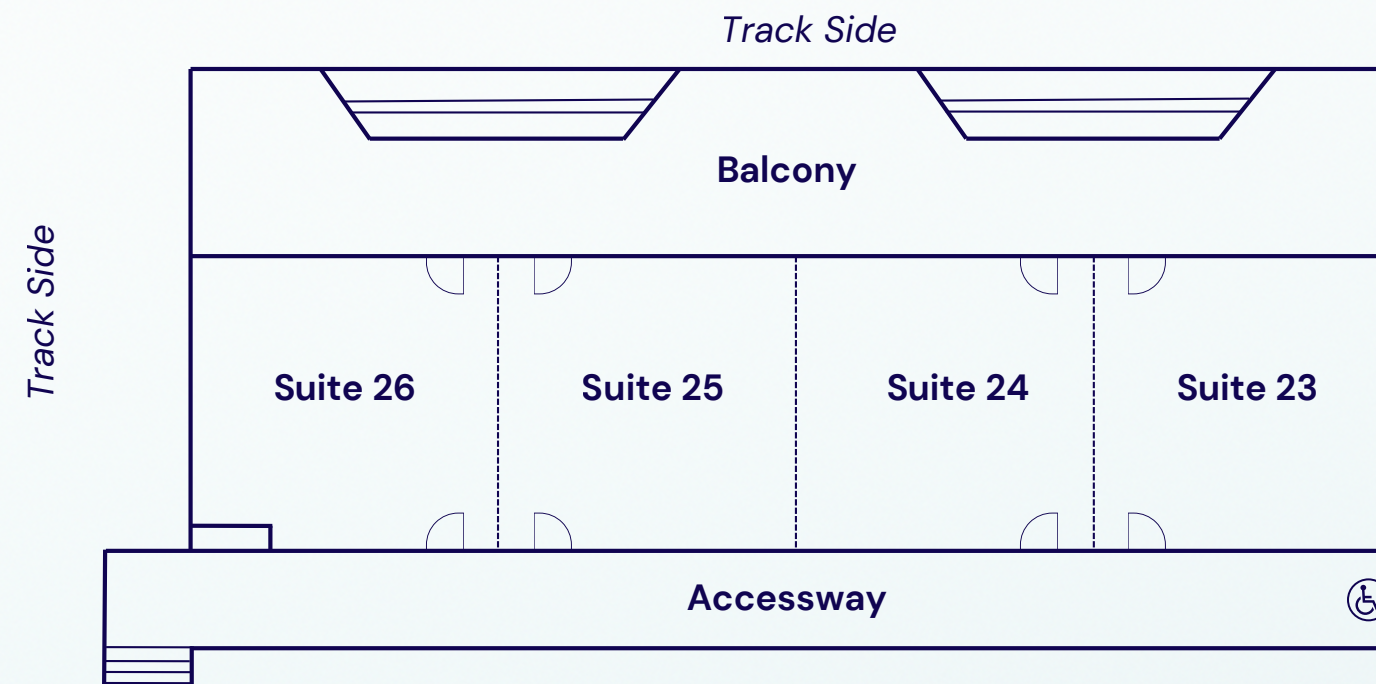 Track Side
Balcony
Track Side
Suite 26
Suite 25
Suite 24
Suite 23
Accessway